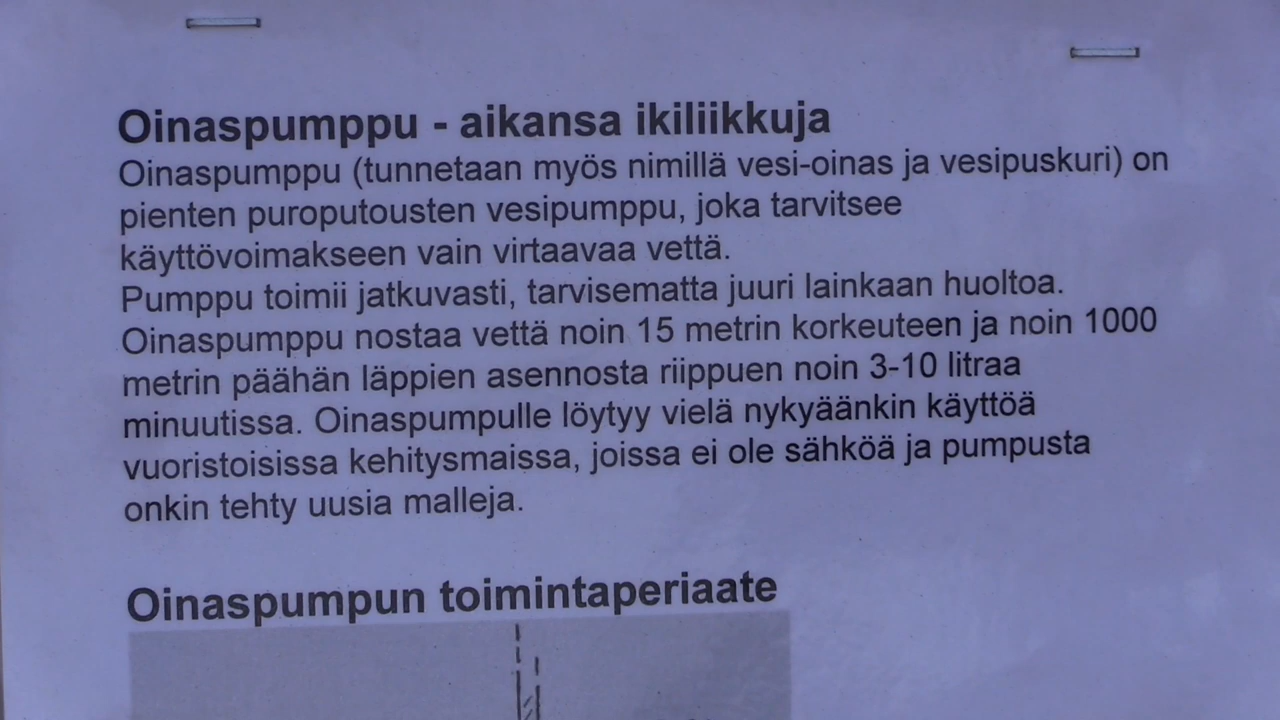 Oinaspumppu - aikansa ikiliikkuja
Oinaspumppu (tunnetaan myös nimillä vesi-oinas ja vesipuskuri) on
pienten puroputousten vesipumppu, joka tarvitsee
käyttövoimakseen vain virtaavaa vettä.
Pumppu toimii jatkuvasti, tarvisematta juuri lainkaan huoltoa.
Oinaspumppu nostaa vettä noin 15 metrin korkeuteen ja noin 1000
metrin päähän läppien asennosta riippuen noin 3-10 litraa
minuutissa. Oinaspumpulle löytyy vielä nykyäänkin käyttöä
vuoristoisissa kehitysmaissa, joissa ei ole sähköä ja pumpusta
onkin tehty uusia malleja.
Oinaspumpun toimintaperiaate